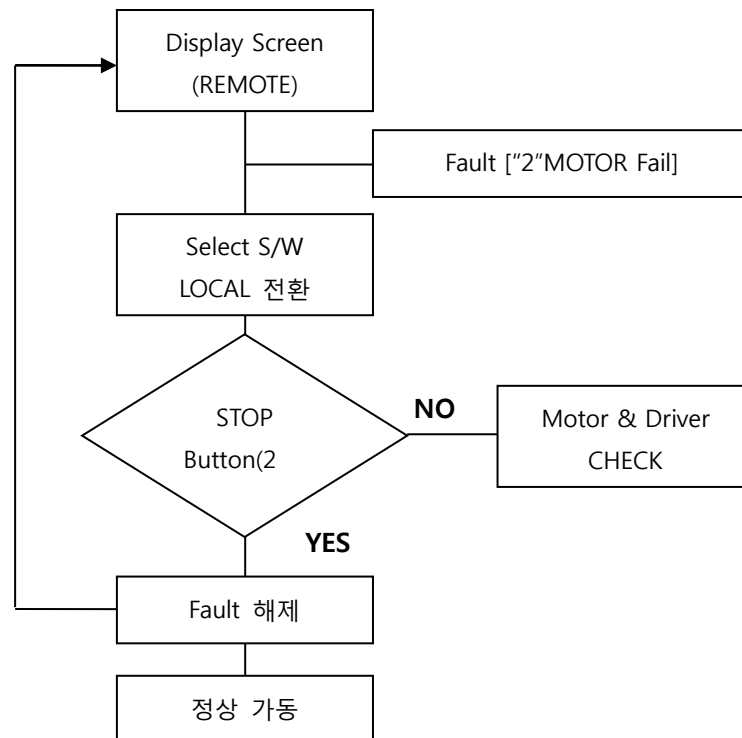 Display Screen
(REMOTE)
Fault ["2"MOTOR Fail]
Select S/W
LOCAL 전환
STOP
Button(2
NO
Motor & Driver
CHECK
YES
Fault 해제
정상 가동